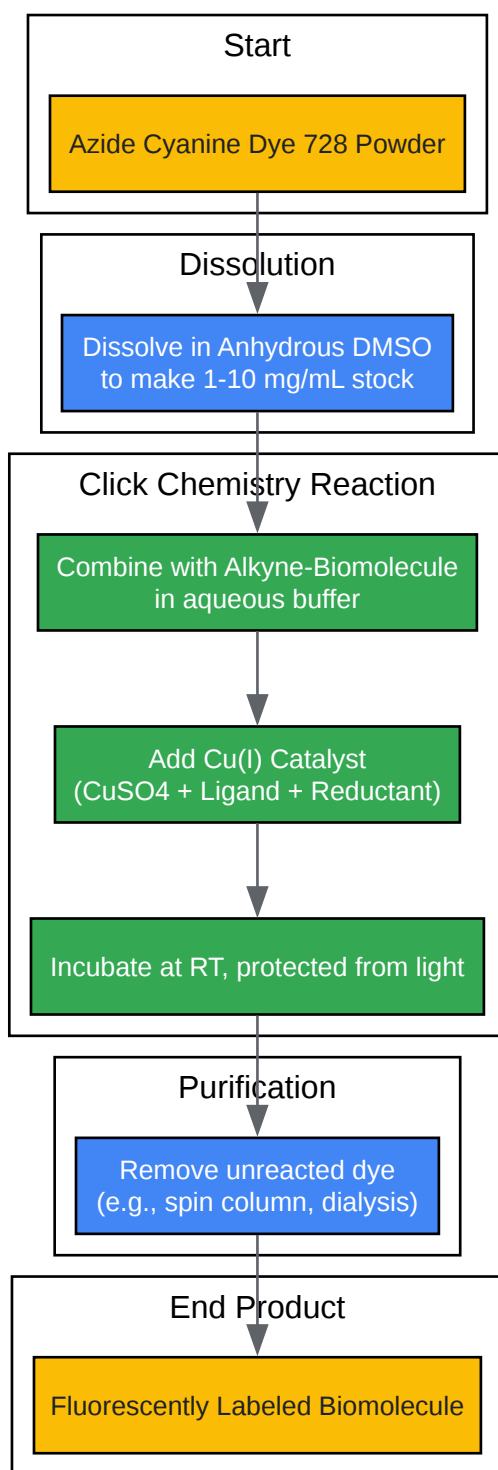 Start
Azide Cyanine Dye 728 Powder
Dissolution
Dissolve in Anhydrous DMSO
to make 1-10 mg/mL stock
Click Chemistry Reaction
Combine with Alkyne-Biomolecule
in aqueous buffer
Add Cu(I) Catalyst
(CuSO4 + Ligand + Reductant)
Incubate at RT, protected from light
Purification
Remove unreacted dye
(e.g., spin column, dialysis)
End Product
Fluorescently Labeled Biomolecule